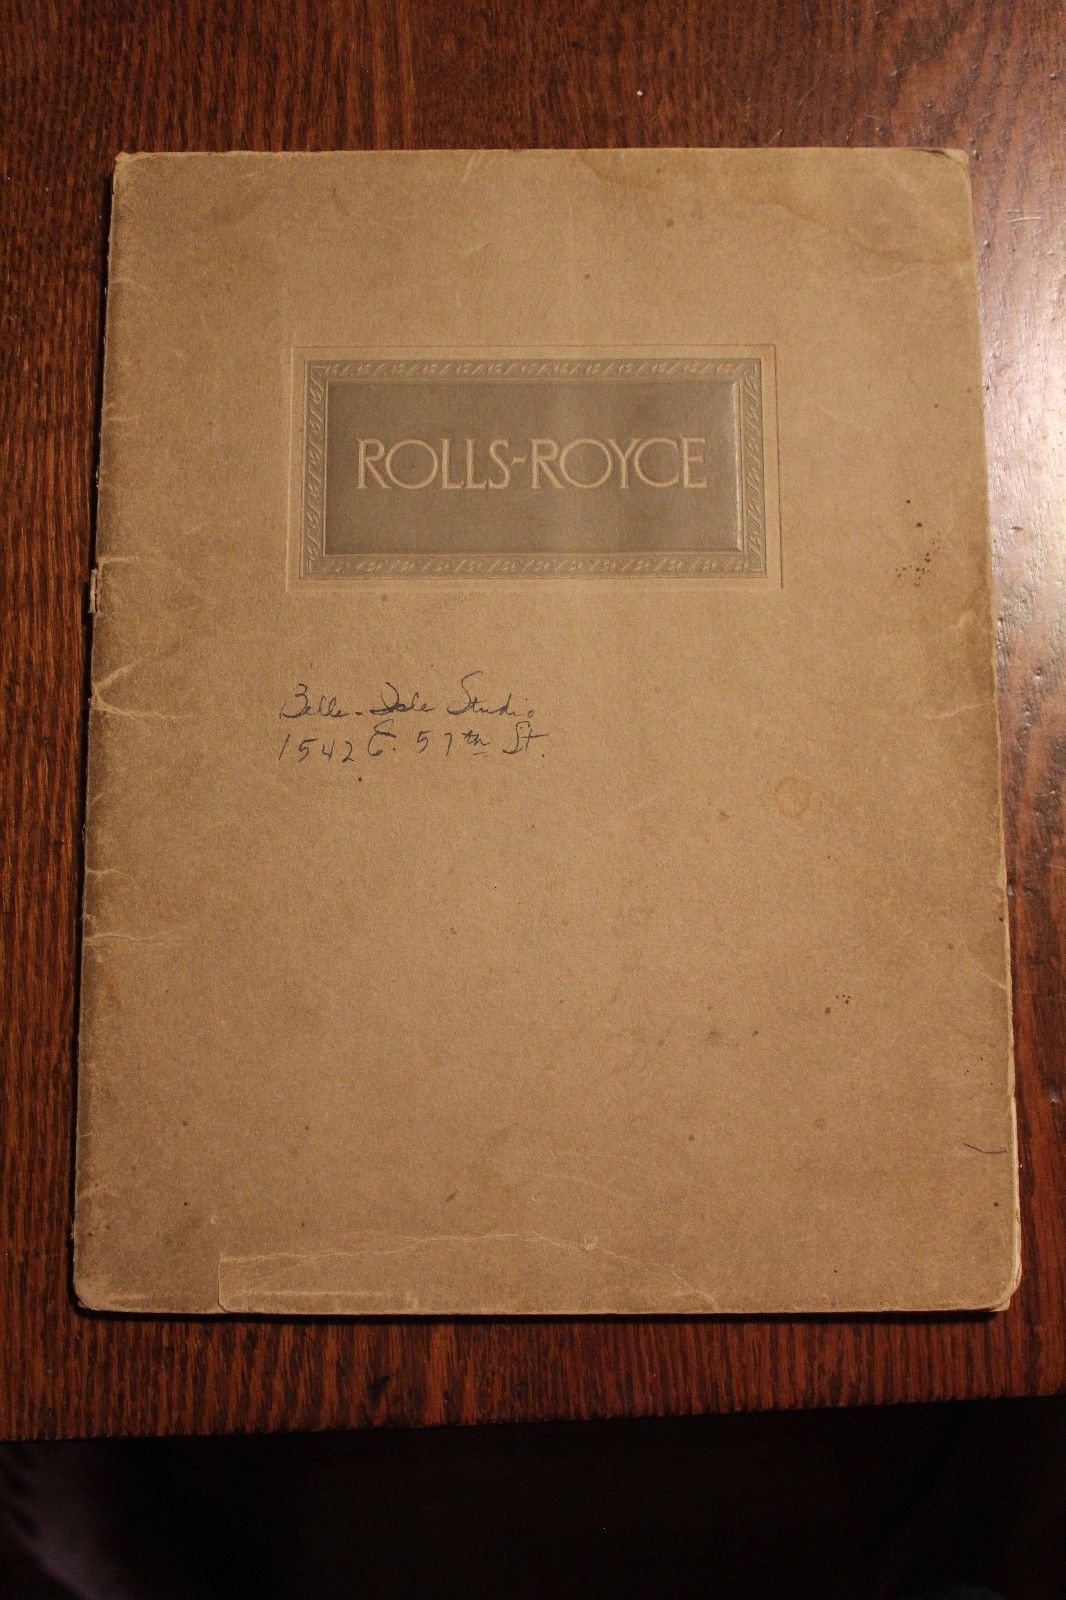 ROLLS-ROYCE
Belle-Isle Studio
1542 E. 57th St.